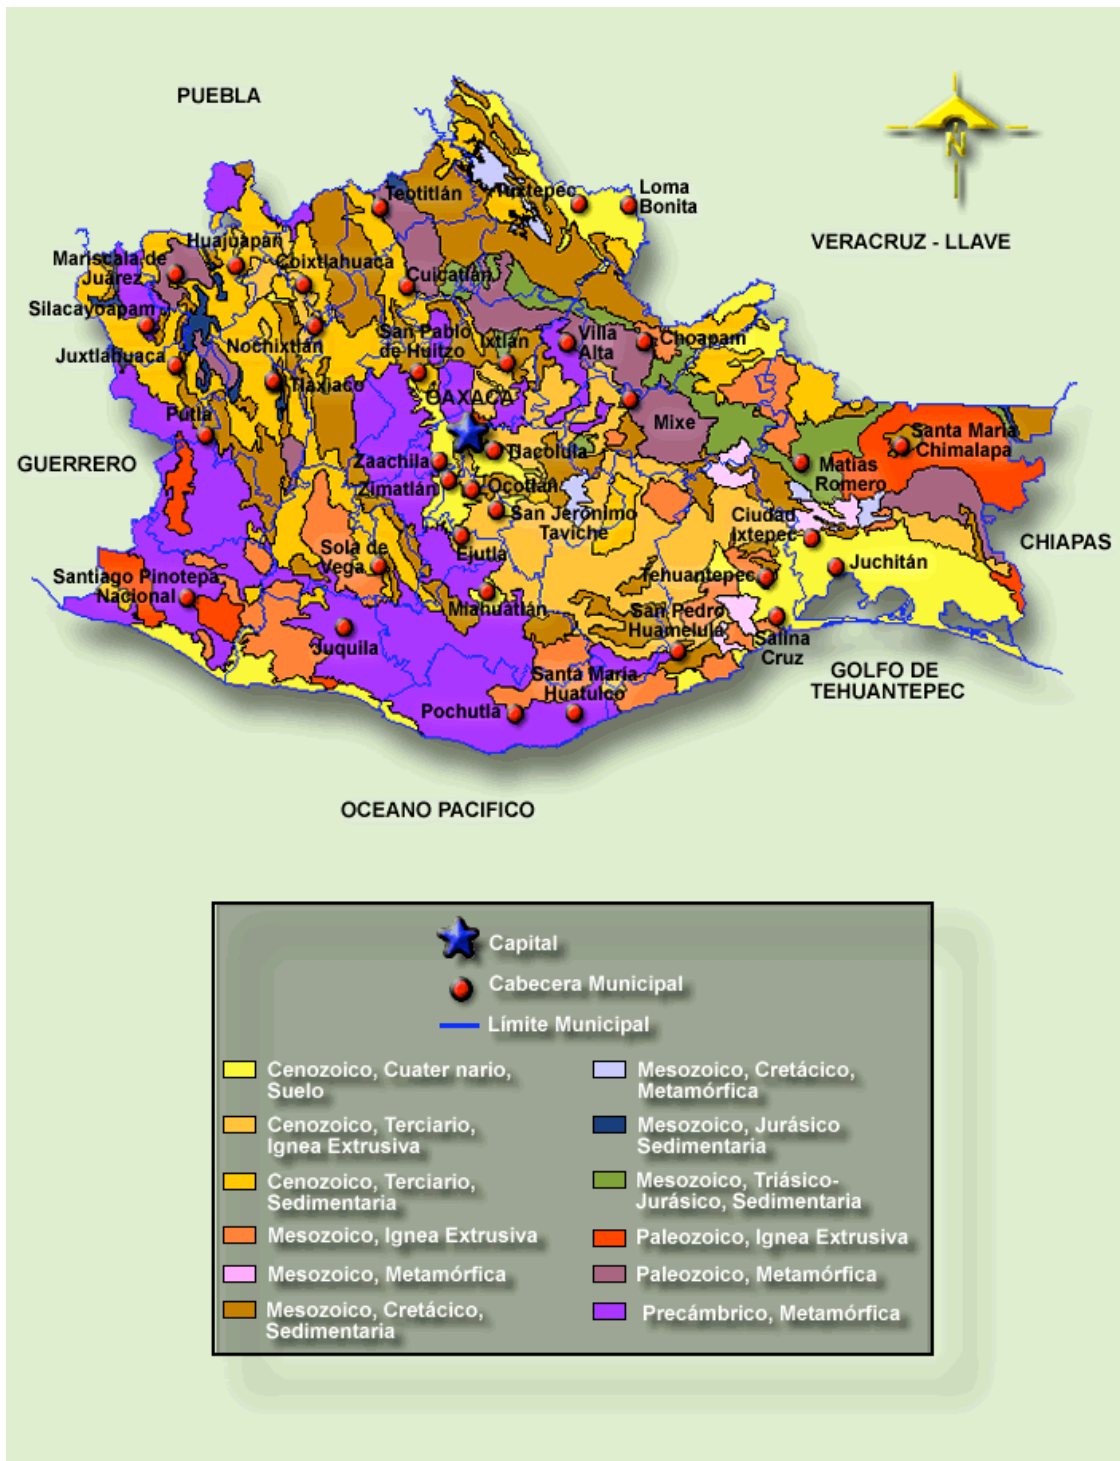 PUEBLA
N
Teotitlán
Tuxtepec
Loma
Bonita
VERACRUZ - LLAVE
Huajuapan
Mariscala de
Juárez
Coixtlahuaca
Cuicatlán
Silacayoapam
San Pablo
de Huitzo
Ixtlán
Villa
Alta
Choapam
Juxtlahuaca
Nochixtlán
Tlaxiaco
OAXACA
Putla
Mixe
Santa María
Chimalapa
GUERRERO
Zaachila
Tlacolula
Matias
Romero
Zimatlán
Ocotlán
San Jerónimo
Taviche
Ciudad
Ixtepec
CHIAPAS
Ejutla
Sola de
Vega
Juchitán
Santiago Pinotepa
Nacional
Tehuantepec
Miahuatlán
San Pedro
Huamelula
Salina
Cruz
Juquila
GOLFO DE
TEHUANTEPEC
Santa María
Huatulco
Pochutla
OCEANO PACIFICO
Capital
Cabecera Municipal
Límite Municipal
Cenozoico, Cuater nario,
Suelo
Cenozoico, Terciario,
Ignea Extrusiva
Cenozoico, Terciario,
Sedimentaria
Mesozoico, Ignea Extrusiva
Mesozoico, Metamórfica
Mesozoico, Cretácico,
Sedimentaria
Mesozoico, Cretácico,
Metamórfica
Mesozoico, Jurásico
Sedimentaria
Mesozoico, Triásico-
Jurásico, Sedimentaria
Paleozoico, Ignea Extrusiva
Paleozoico, Metamórfica
Precámbrico, Metamórfica